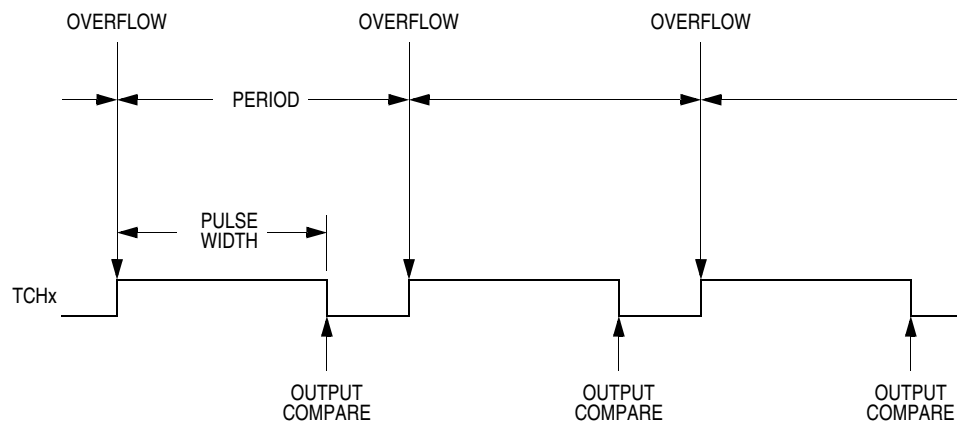 OVERFLOW OVERFLOW OVERFLOW
PERIOD
PULSE
WIDTH
TCHx
OUTPUT
COMPARE
OUTPUT
COMPARE
OUTPUT
COMPARE